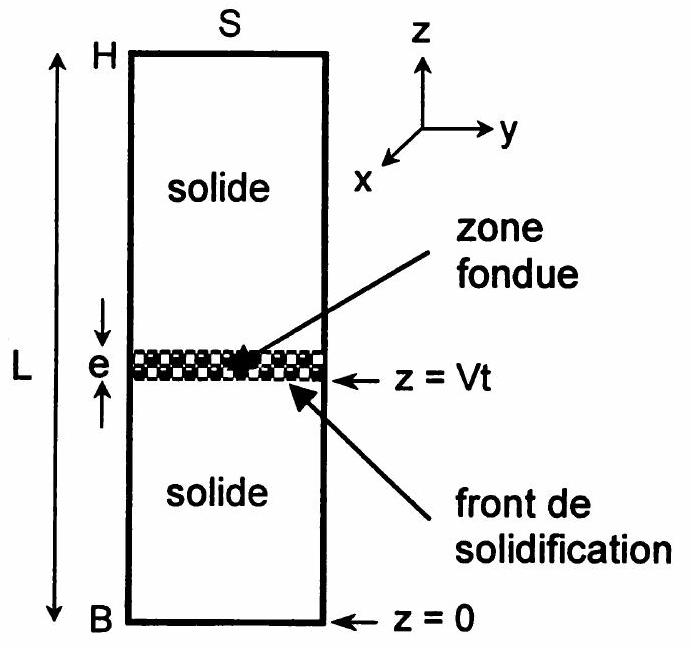 S
H
z
y
x
solide
zone
fondue
L
e
z = Vt
solide
front de
solidification
B
z = 0